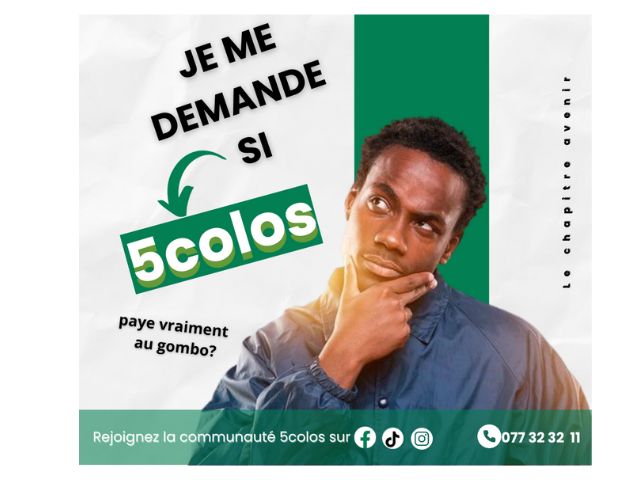 JE ME
DEMANDE
SI
5colos
paye vraiment
au gombo?
Le chapitre avenir
Rejoignez la communauté 5colos sur
077 32 32 11